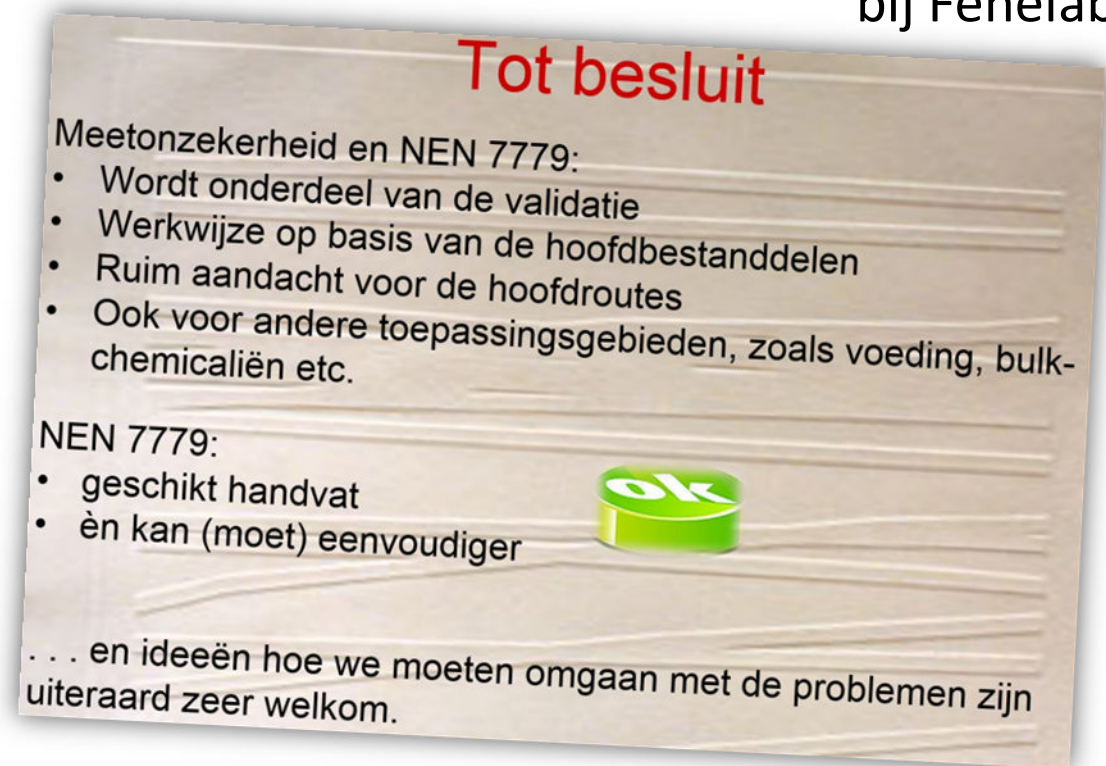 bij Fenelab
Tot besluit
Meetonzekerheid en NEN 7779:
• Wordt onderdeel van de validatie
• Werkwijze op basis van de hoofdbestanddelen
• Ruim aandacht voor de hoofdroutes
• Ook voor andere toepassingsgebieden, zoals voeding, bulk-
chemicaliën etc.
NEN 7779:
• geschikt handvat
• èn kan (moet) eenvoudiger
ok
. . . en ideeën hoe we moeten omgaan met de problemen zijn
uiteraard zeer welkom.